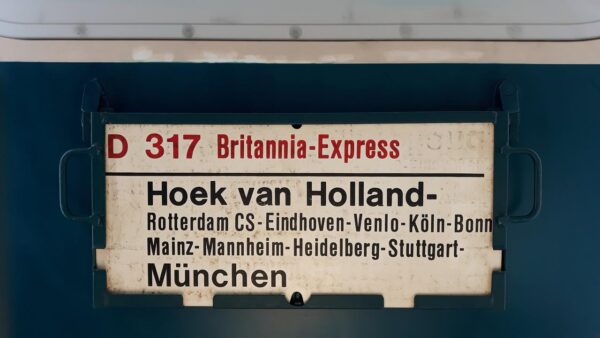 D 317 Britannia-Express
Hoek van Holland-
Rotterdam CS-Eindhoven-Venlo-Köln-Bonn
Mainz-Mannheim-Heidelberg-Stuttgart-
München